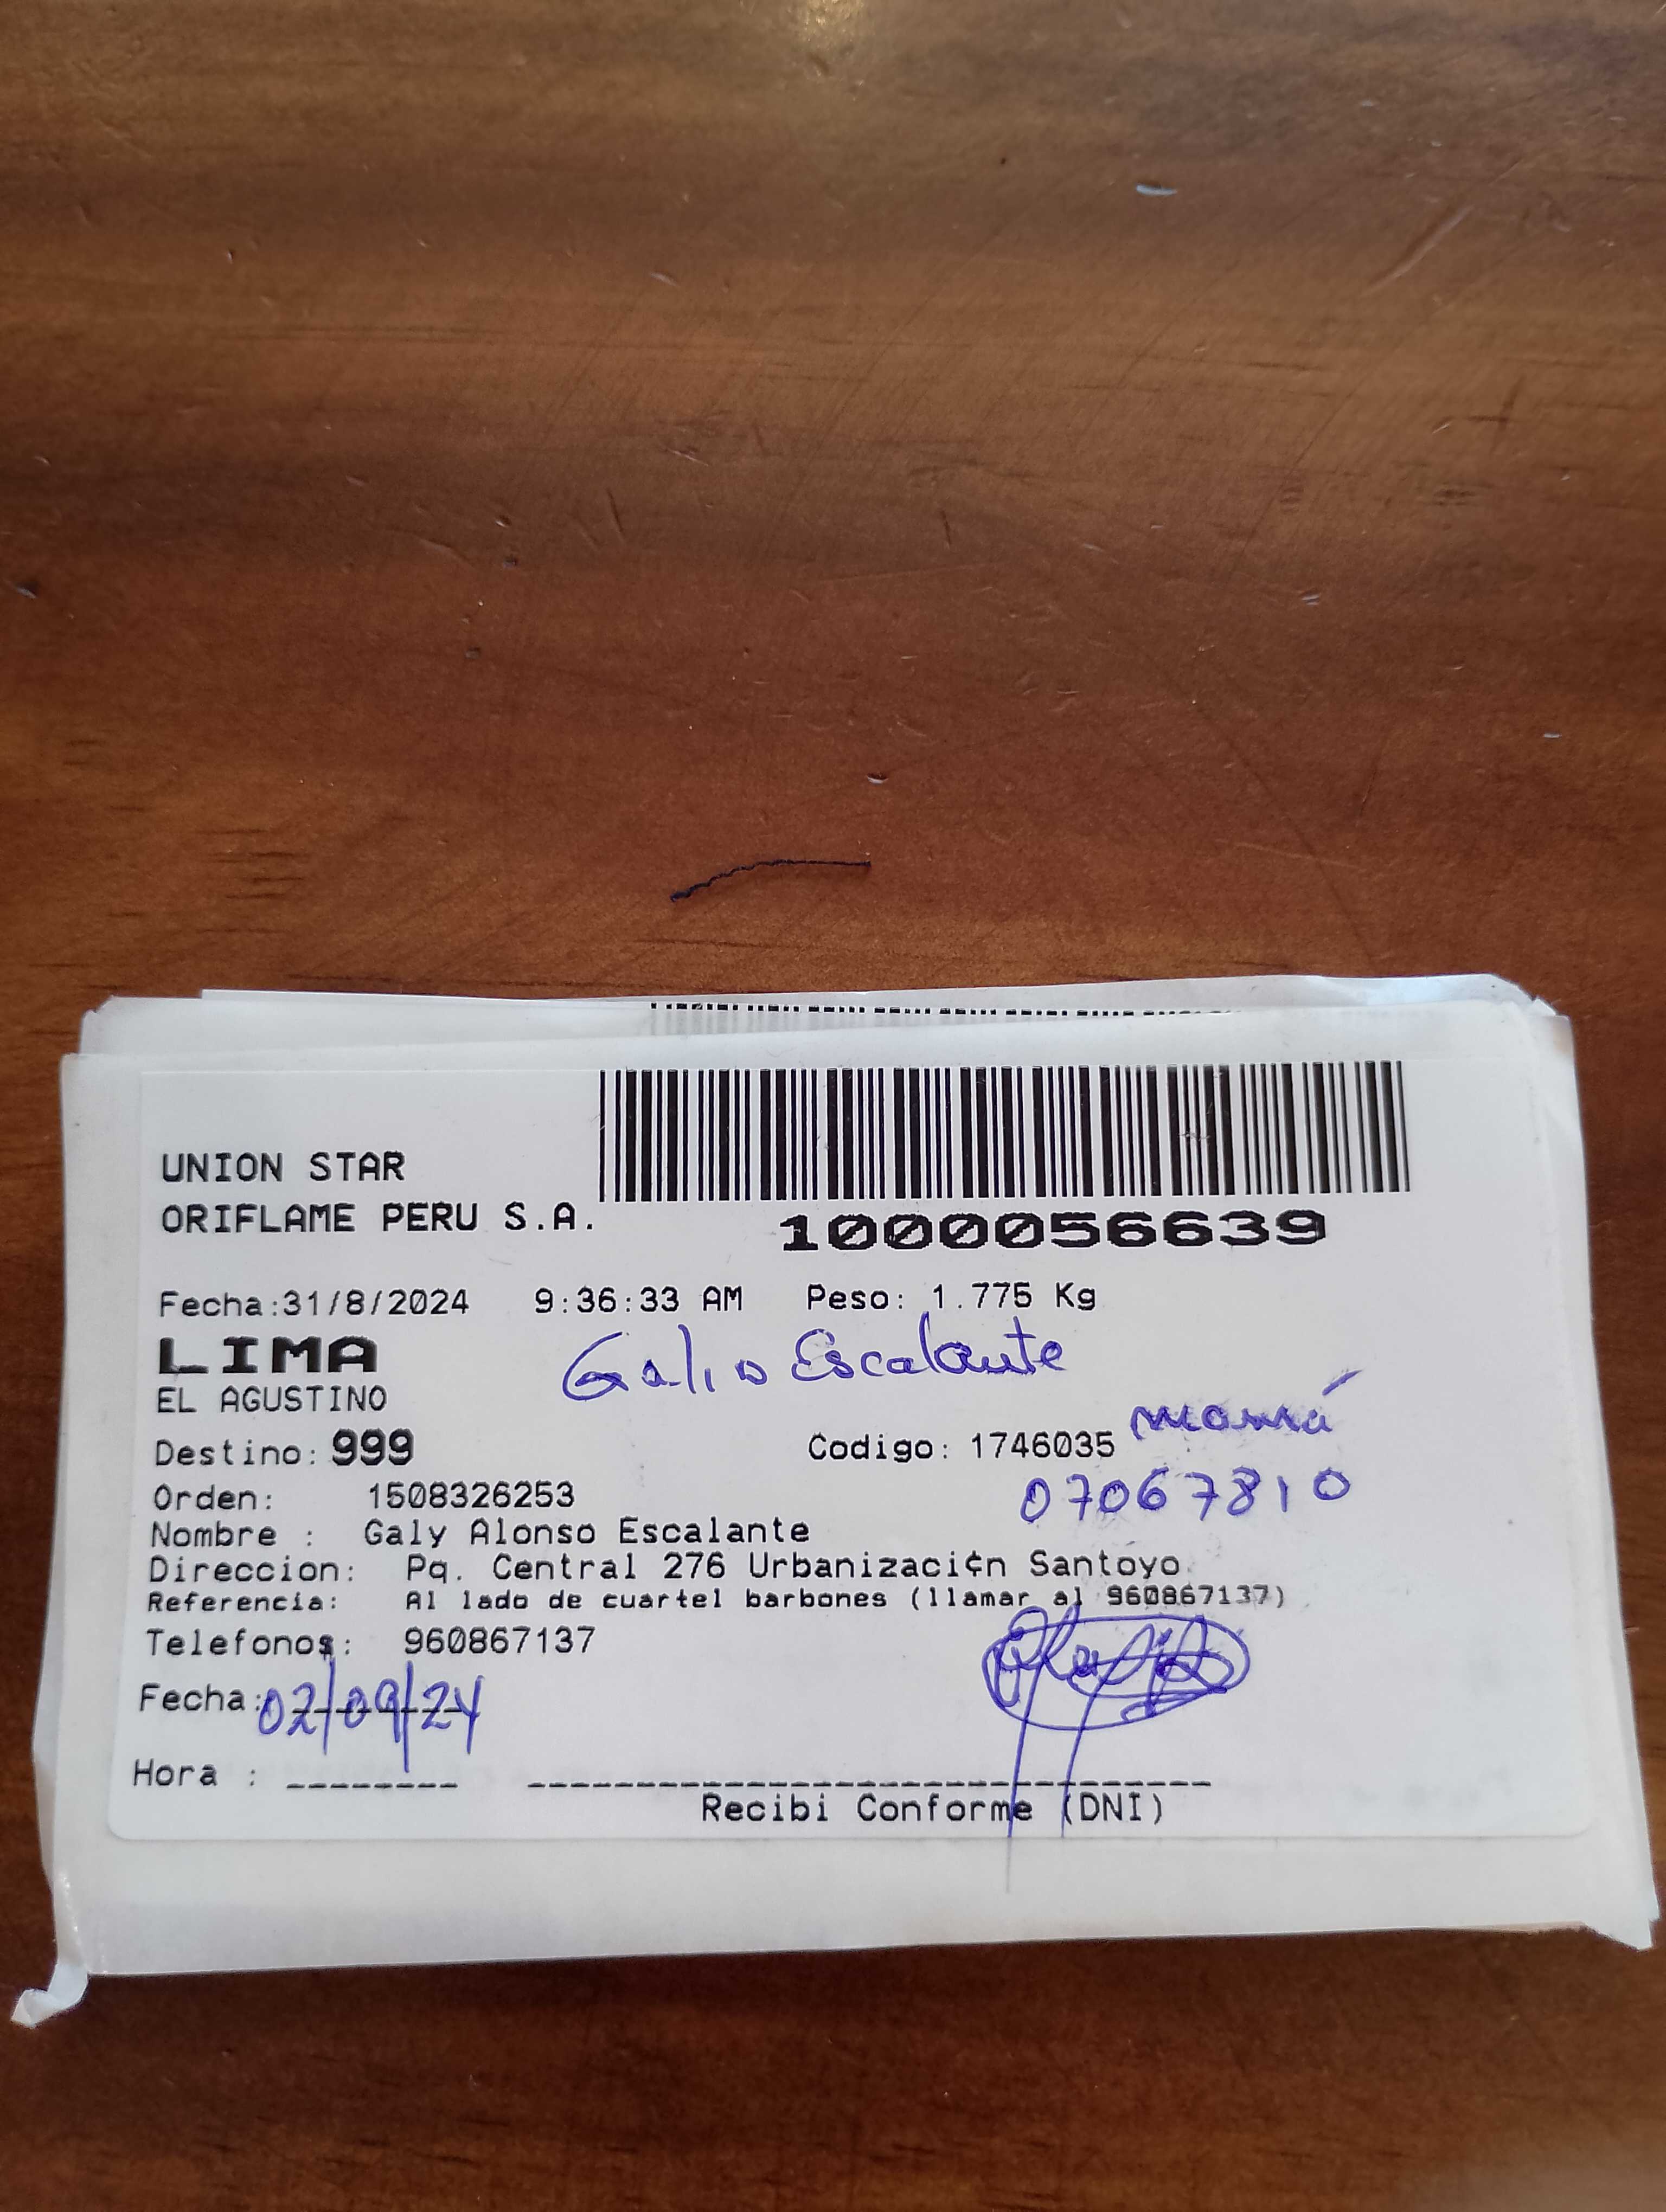 UNION STAR
ORIFLAME PERU S.A.
1000056639
Fecha:31/8/2024 9:36:33 AM Peso: 1.775 Kg
LIMA
Escalante
EL AGUSTINO
mamá
Destino: 999 Codigo: 1746035
07067810
Orden: 1508326253
Nombre : Galy Alonso Escalante
Direccion: Pq. Central 276 Urbanizaci¢n Santoyo
Referencia: Al lado de cuartel barbones (llamar al 960867137)
Telefonos: 960867137
Fecha: 02/09/24
Hora :
Recibi Conforme (DNI)